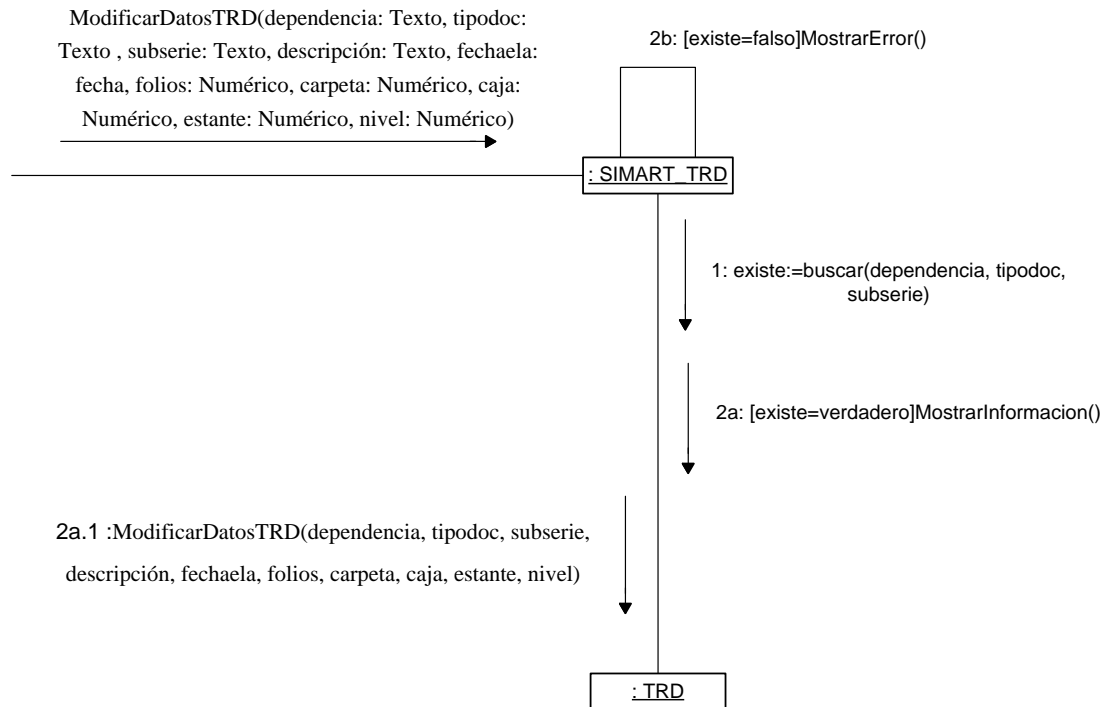 ModificarDatosTRD(dependencia: Texto, tipodoc:
Texto , subserie: Texto, descripción: Texto, fechaela:
fecha, folios: Numérico, carpeta: Numérico, caja:
Numérico, estante: Numérico, nivel: Numérico)
2b: [existe=falso]MostrarError()
: SIMART_TRD
1: existe:=buscar(dependencia, tipodoc,
subserie)
2a: [existe=verdadero]MostrarInformacion()
2a.1 :ModificarDatosTRD(dependencia, tipodoc, subserie,
descripción, fechaela, folios, carpeta, caja, estante, nivel)
: TRD